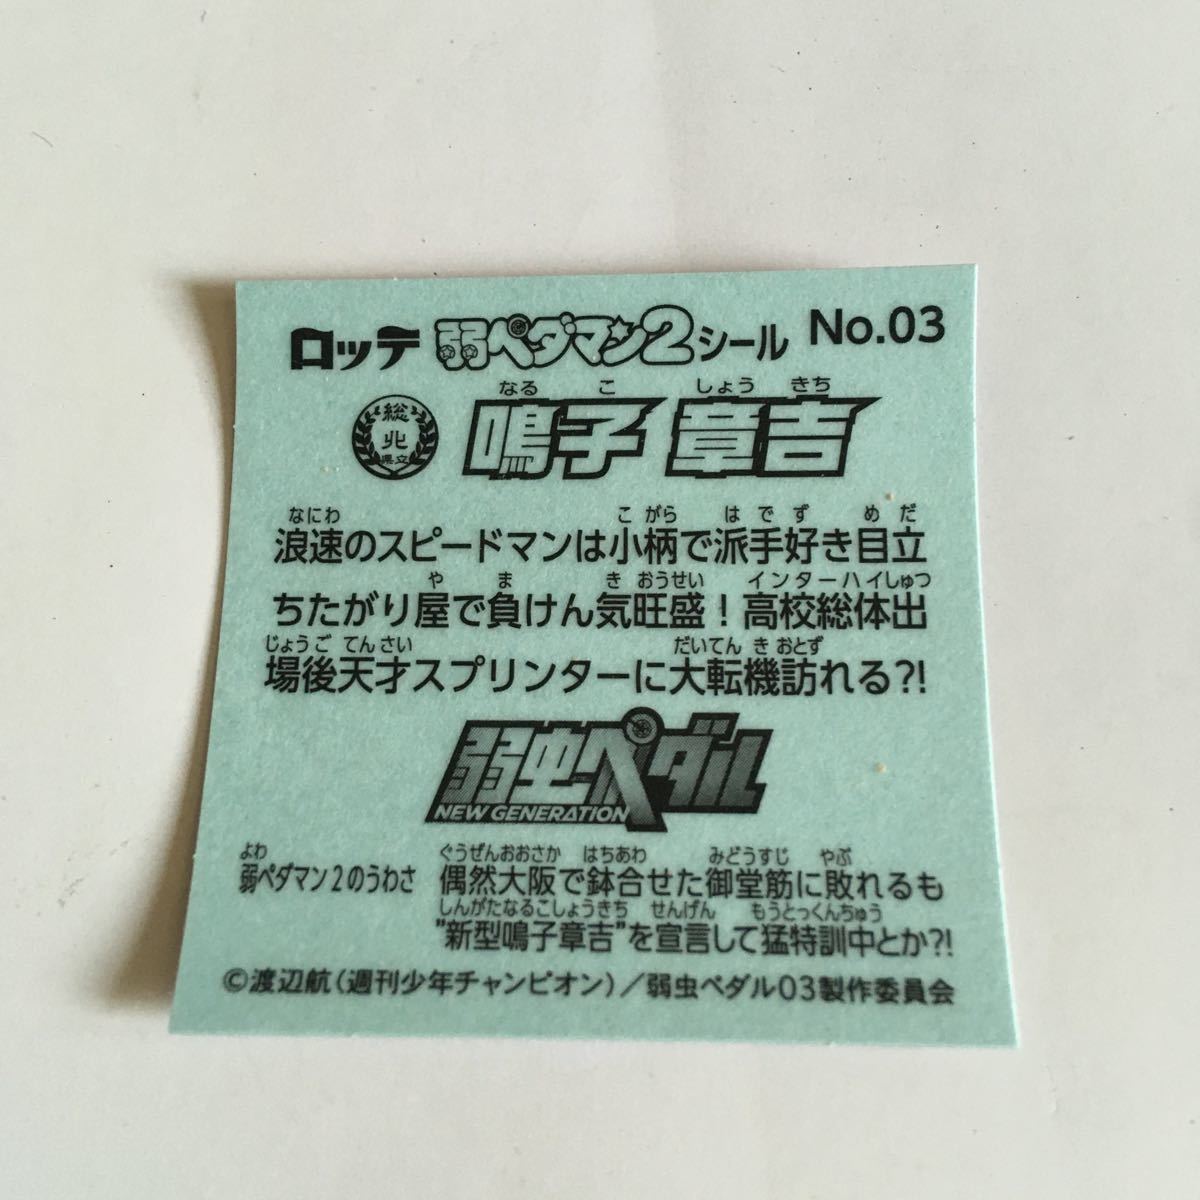 ロッテ 弱ペダマン2シール No.03
なる こ しょう きち
総北県立 鳴子 章吉
なにわ こ がら は で ず め だ
浪速のスピードマンは小柄で派手好き目立
や ま き おうせい インターハイしゅつ
ちたがり屋で負けん気旺盛!高校総体出
じょうご てんさい だいてん き おとず
場後天才スプリンターに大転機訪れる?!
弱虫ペダル
NEW GENERATION
よわ ぐうぜんおおさか はちあわ みどうすじ やぶ
弱ペダマン2のうわさ 偶然大阪で鉢合せた御堂筋に敗れるも
しんがたなるこしょうきち せんげん もうとっくんちゅう
"新型鳴子章吉"を宣言して猛特訓中とか?!
©渡辺航(週刊少年チャンピオン)/弱虫ペダル03製作委員会